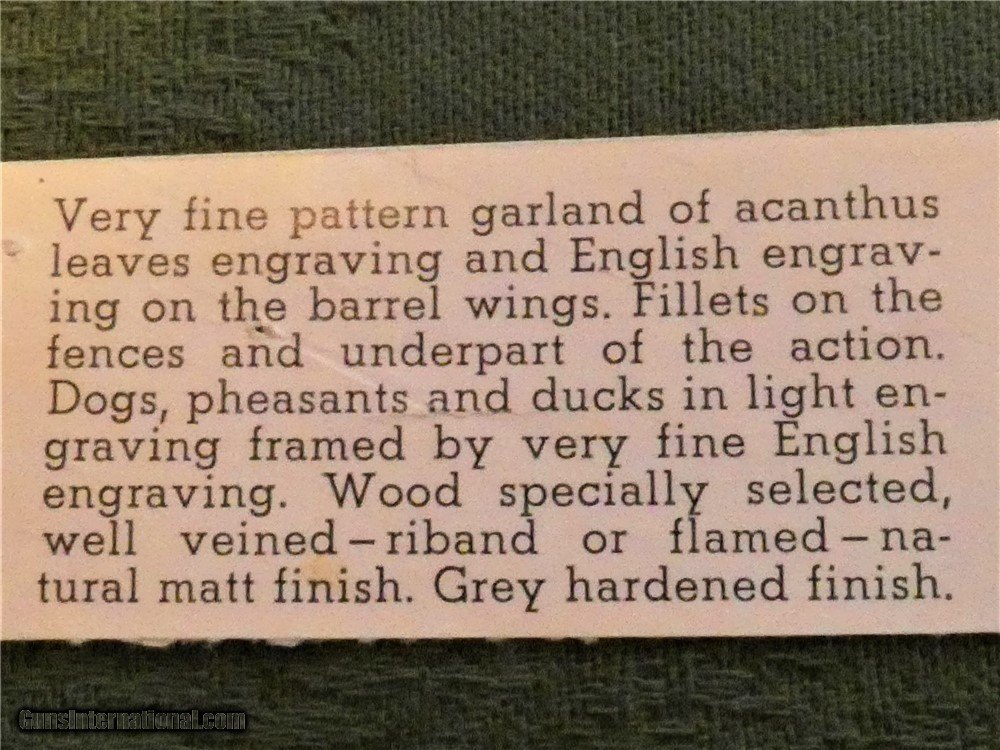 Very fine pattern garland of acanthus
leaves engraving and English engrav-
ing on the barrel wings. Fillets on the
fences and underpart of the action.
Dogs, pheasants and ducks in light en-
graving framed by very fine English
engraving. Wood specially selected,
well veined – riband or flamed – na-
tural matt finish. Grey hardened finish.
GunsInternational.com